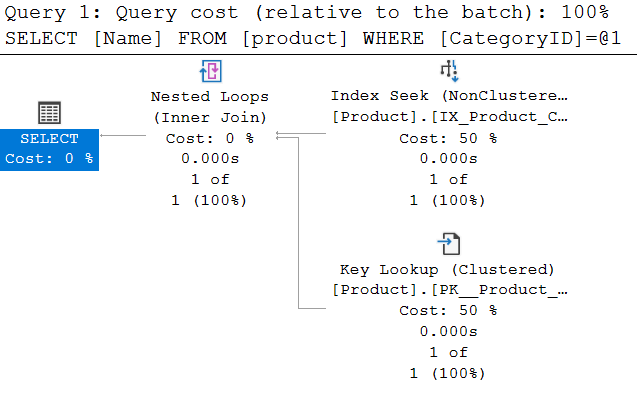 Query 1: Query cost (relative to the batch): 100%
SELECT [Name] FROM [product] WHERE [CategoryID]=@1
SELECT
Cost: 0 %
Nested Loops
(Inner Join)
Cost: 0 %
0.000s
1 of
1 (100%)
Index Seek (NonClustere…
[Product].[IX_Product_C…
Cost: 50 %
0.000s
1 of
1 (100%)
Key Lookup (Clustered)
[Product].[PK__Product_…
Cost: 50 %
0.000s
1 of
1 (100%)